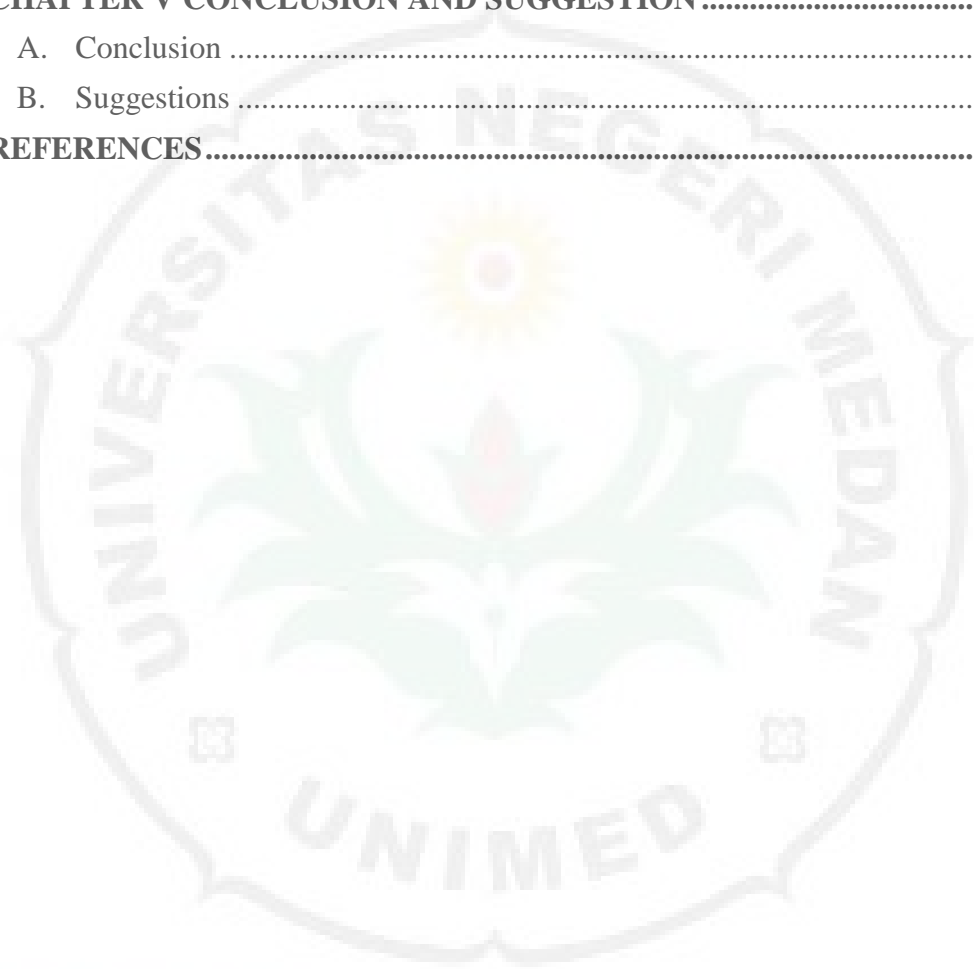 CHAPTER V CONCLUSION AND SUGGESTION........................................
A. Conclusion ........................................................................................
B. Suggestions .......................................................................................
REFERENCES...........................................................................................
UNIVERSITAS NEGERI MEDAN
UNIMED